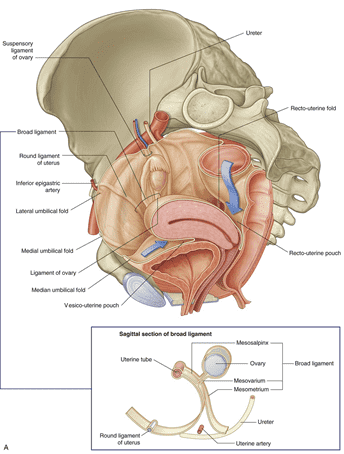 Suspensory
ligament
of ovary
Ureter
Recto-uterine fold
Broad ligament
Round ligament
of uterus
Inferior epigastric
artery
Lateral umbilical fold
Medial umbilical fold
Recto-uterine pouch
Ligament of ovary
Median umbilical fold
Vesico-uterine pouch
Sagittal section of broad ligament
Mesosalpinx
Uterine tube
Ovary
Broad ligament
Mesovarium
Mesometrium
Ureter
Round ligament
of uterus
Uterine artery
A